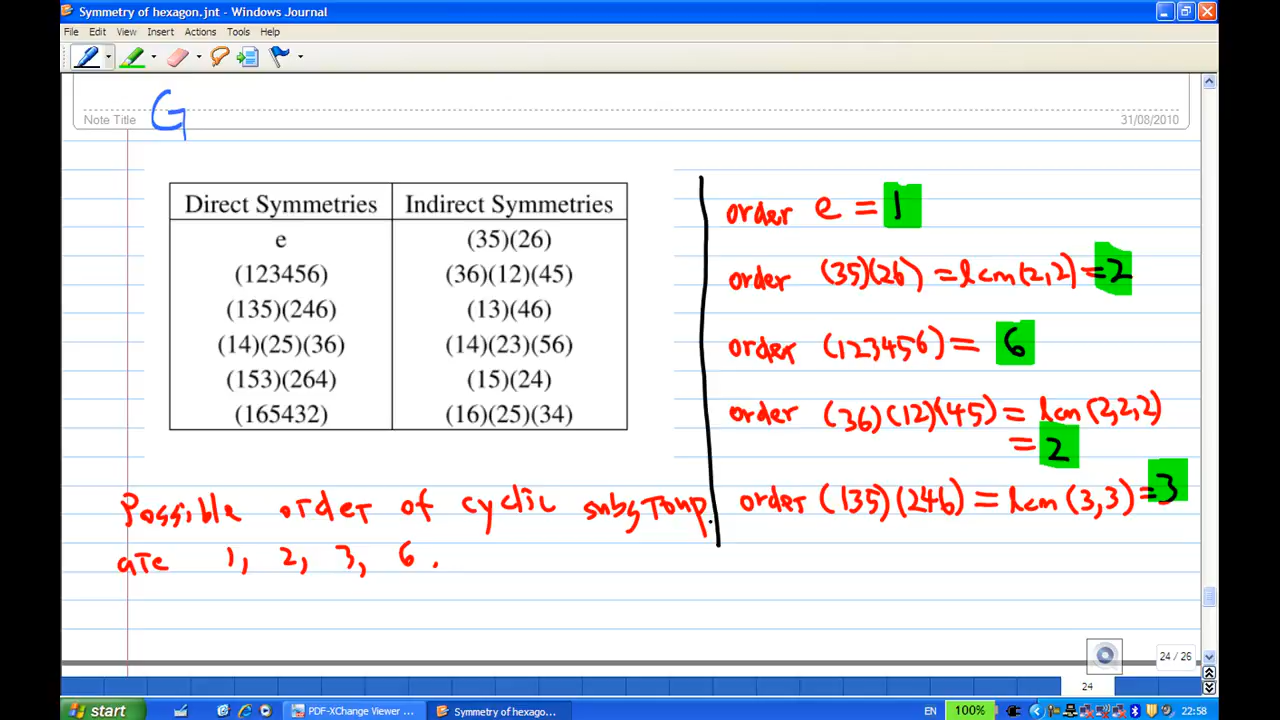 Symmetry of hexagon.jnt - Windows Journal
File Edit View Insert Actions Tools Help
G
Note Title
31/08/2010
Direct Symmetries Indirect Symmetries
e (35)(26)
(123456) (36)(12)(45)
(135)(246) (13)(46)
(14)(25)(36) (14)(23)(56)
(153)(264) (15)(24)
(165432) (16)(25)(34)
order e = 1
order (35)(26) = lcm(2,2) = 2
order (123456) = 6
order (36)(12)(45) = lcm(2,2,2)
= 2
order (135)(246) = lcm(3,3) = 3
Possible order of cyclic subgroup
are 1, 2, 3, 6.
24 / 26
24
start PDF-XChange Viewer ... Symmetry of hexago... EN 100% 22:58